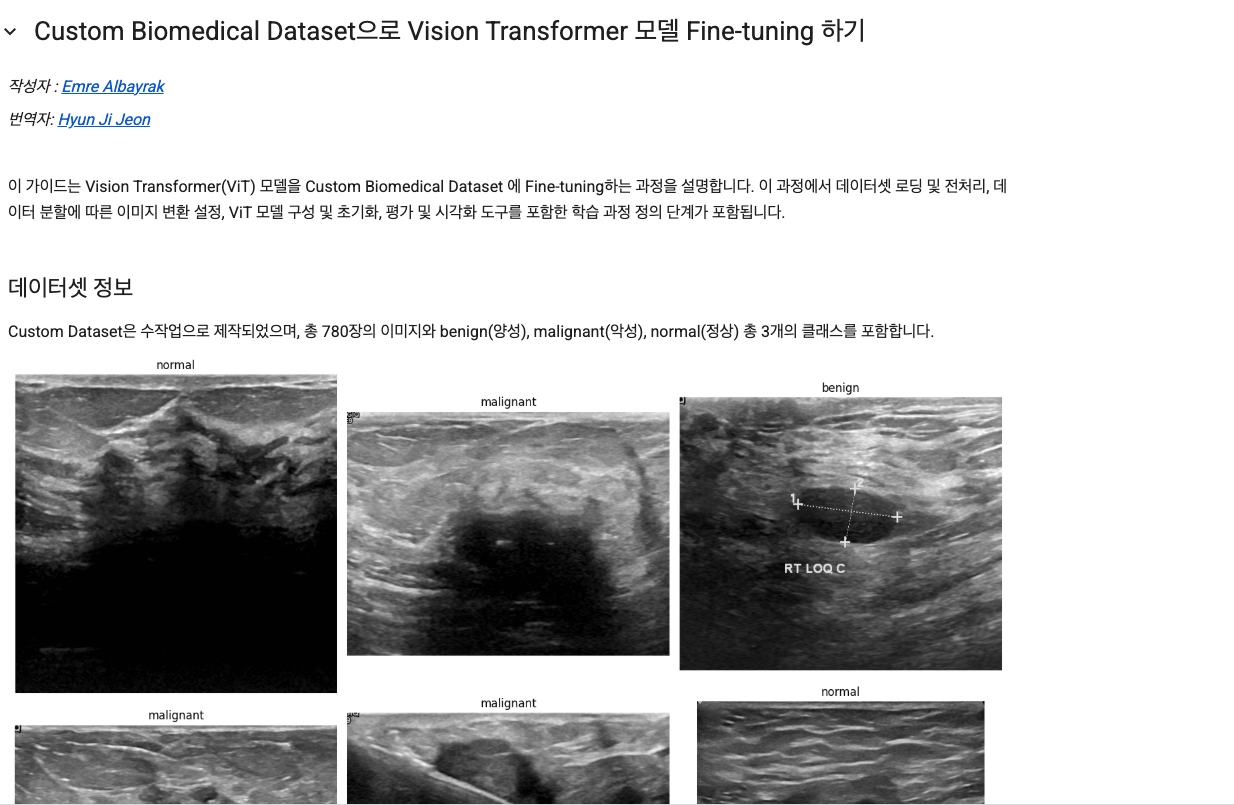 Custom Biomedical Dataset으로 Vision Transformer 모델 Fine-tuning 하기
작성자 : Emre Albayrak
번역자: Hyun Ji Jeon
이 가이드는 Vision Transformer(ViT) 모델을 Custom Biomedical Dataset 에 Fine-tuning하는 과정을 설명합니다. 이 과정에서 데이터셋 로딩 및 전처리, 데
이터 분할에 따른 이미지 변환 설정, ViT 모델 구성 및 초기화, 평가 및 시각화 도구를 포함한 학습 과정 정의 단계가 포함됩니다.
데이터셋 정보
Custom Dataset은 수작업으로 제작되었으며, 총 780장의 이미지와 benign(양성), malignant(악성), normal(정상) 총 3개의 클래스를 포함합니다.
normal
malignant
benign
1
2
RT LOQ C
malignant
malignant
normal